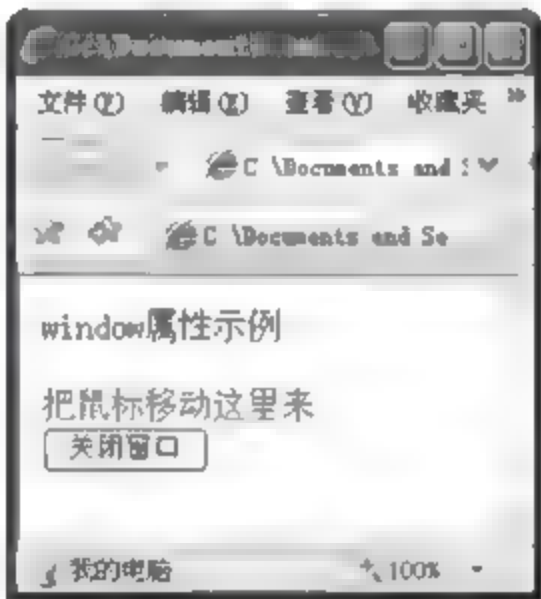 文件(F) 编辑(E) 查看(V) 收藏夹 »
C \Documents and S
C \Documents and Se
window属性示例
把鼠标移动这里来
关闭窗口
我的电脑 100%